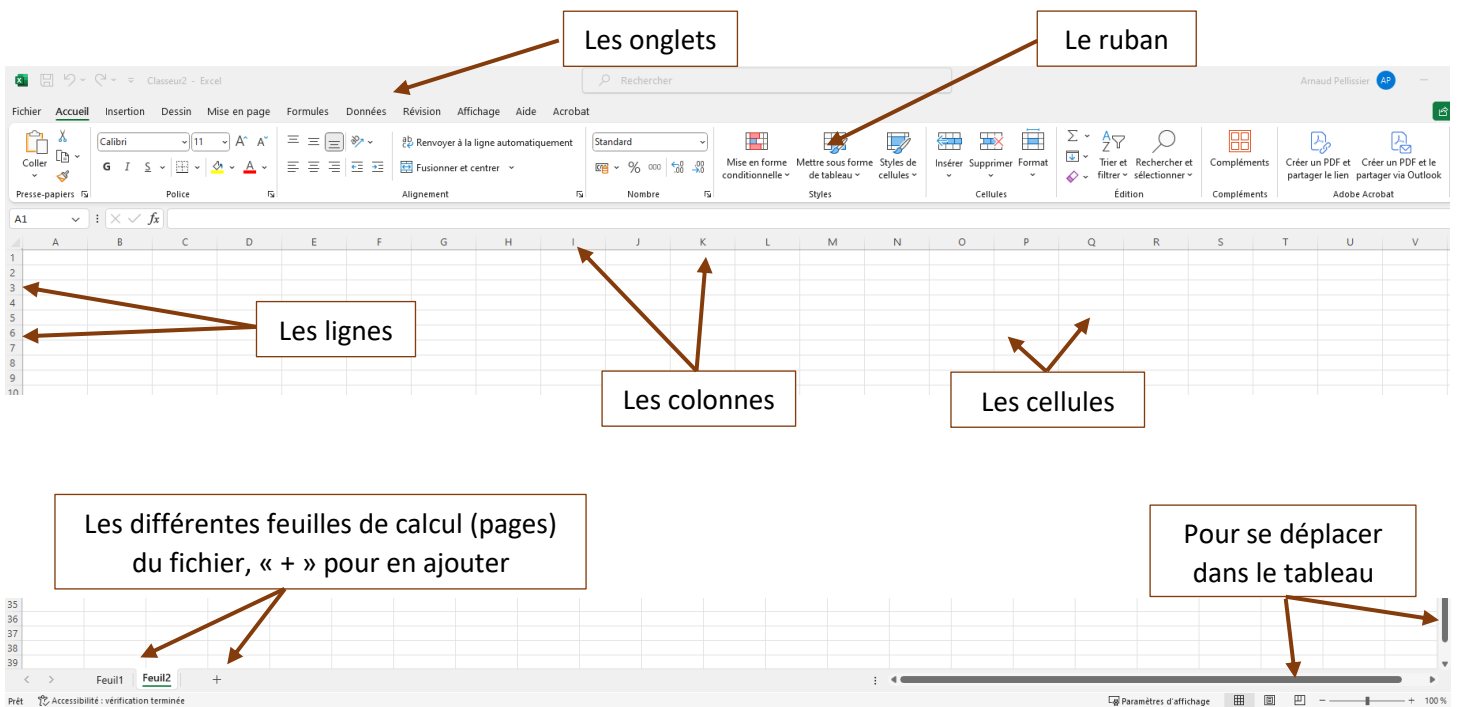 Les onglets
Le ruban
Classeur2 - Excel
Rechercher
Arnaud Pellissier AP
Fichier Accueil Insertion Dessin Mise en page Formules Données Révision Affichage Aide Acrobat
Coller
Presse-papiers
Calibri 11
G I S
Police
Renvoyer à la ligne automatiquement
Fusionner et centrer
Alignement
Standard
% 000
Nombre
Mise en forme conditionnelle
Mettre sous forme de tableau
Styles de cellules
Styles
Insérer Supprimer Format
Cellules
Trier et filtrer
Rechercher et sélectionner
Édition
Compléments
Compléments
Créer un PDF et partager le lien
Créer un PDF et le partager via Outlook
Adobe Acrobat
A1 fx
A B C D E F G H I J K L M N O P Q R S T U V
1
2
3
4
5
6
7
8
9
10
Les lignes
Les colonnes
Les cellules
Les différentes feuilles de calcul (pages)
du fichier, « + » pour en ajouter
Pour se déplacer
dans le tableau
35
36
37
38
39
Feuil1 Feuil2 +
Prêt Accessibilité : vérification terminée
Paramètres d'affichage - + 100 %